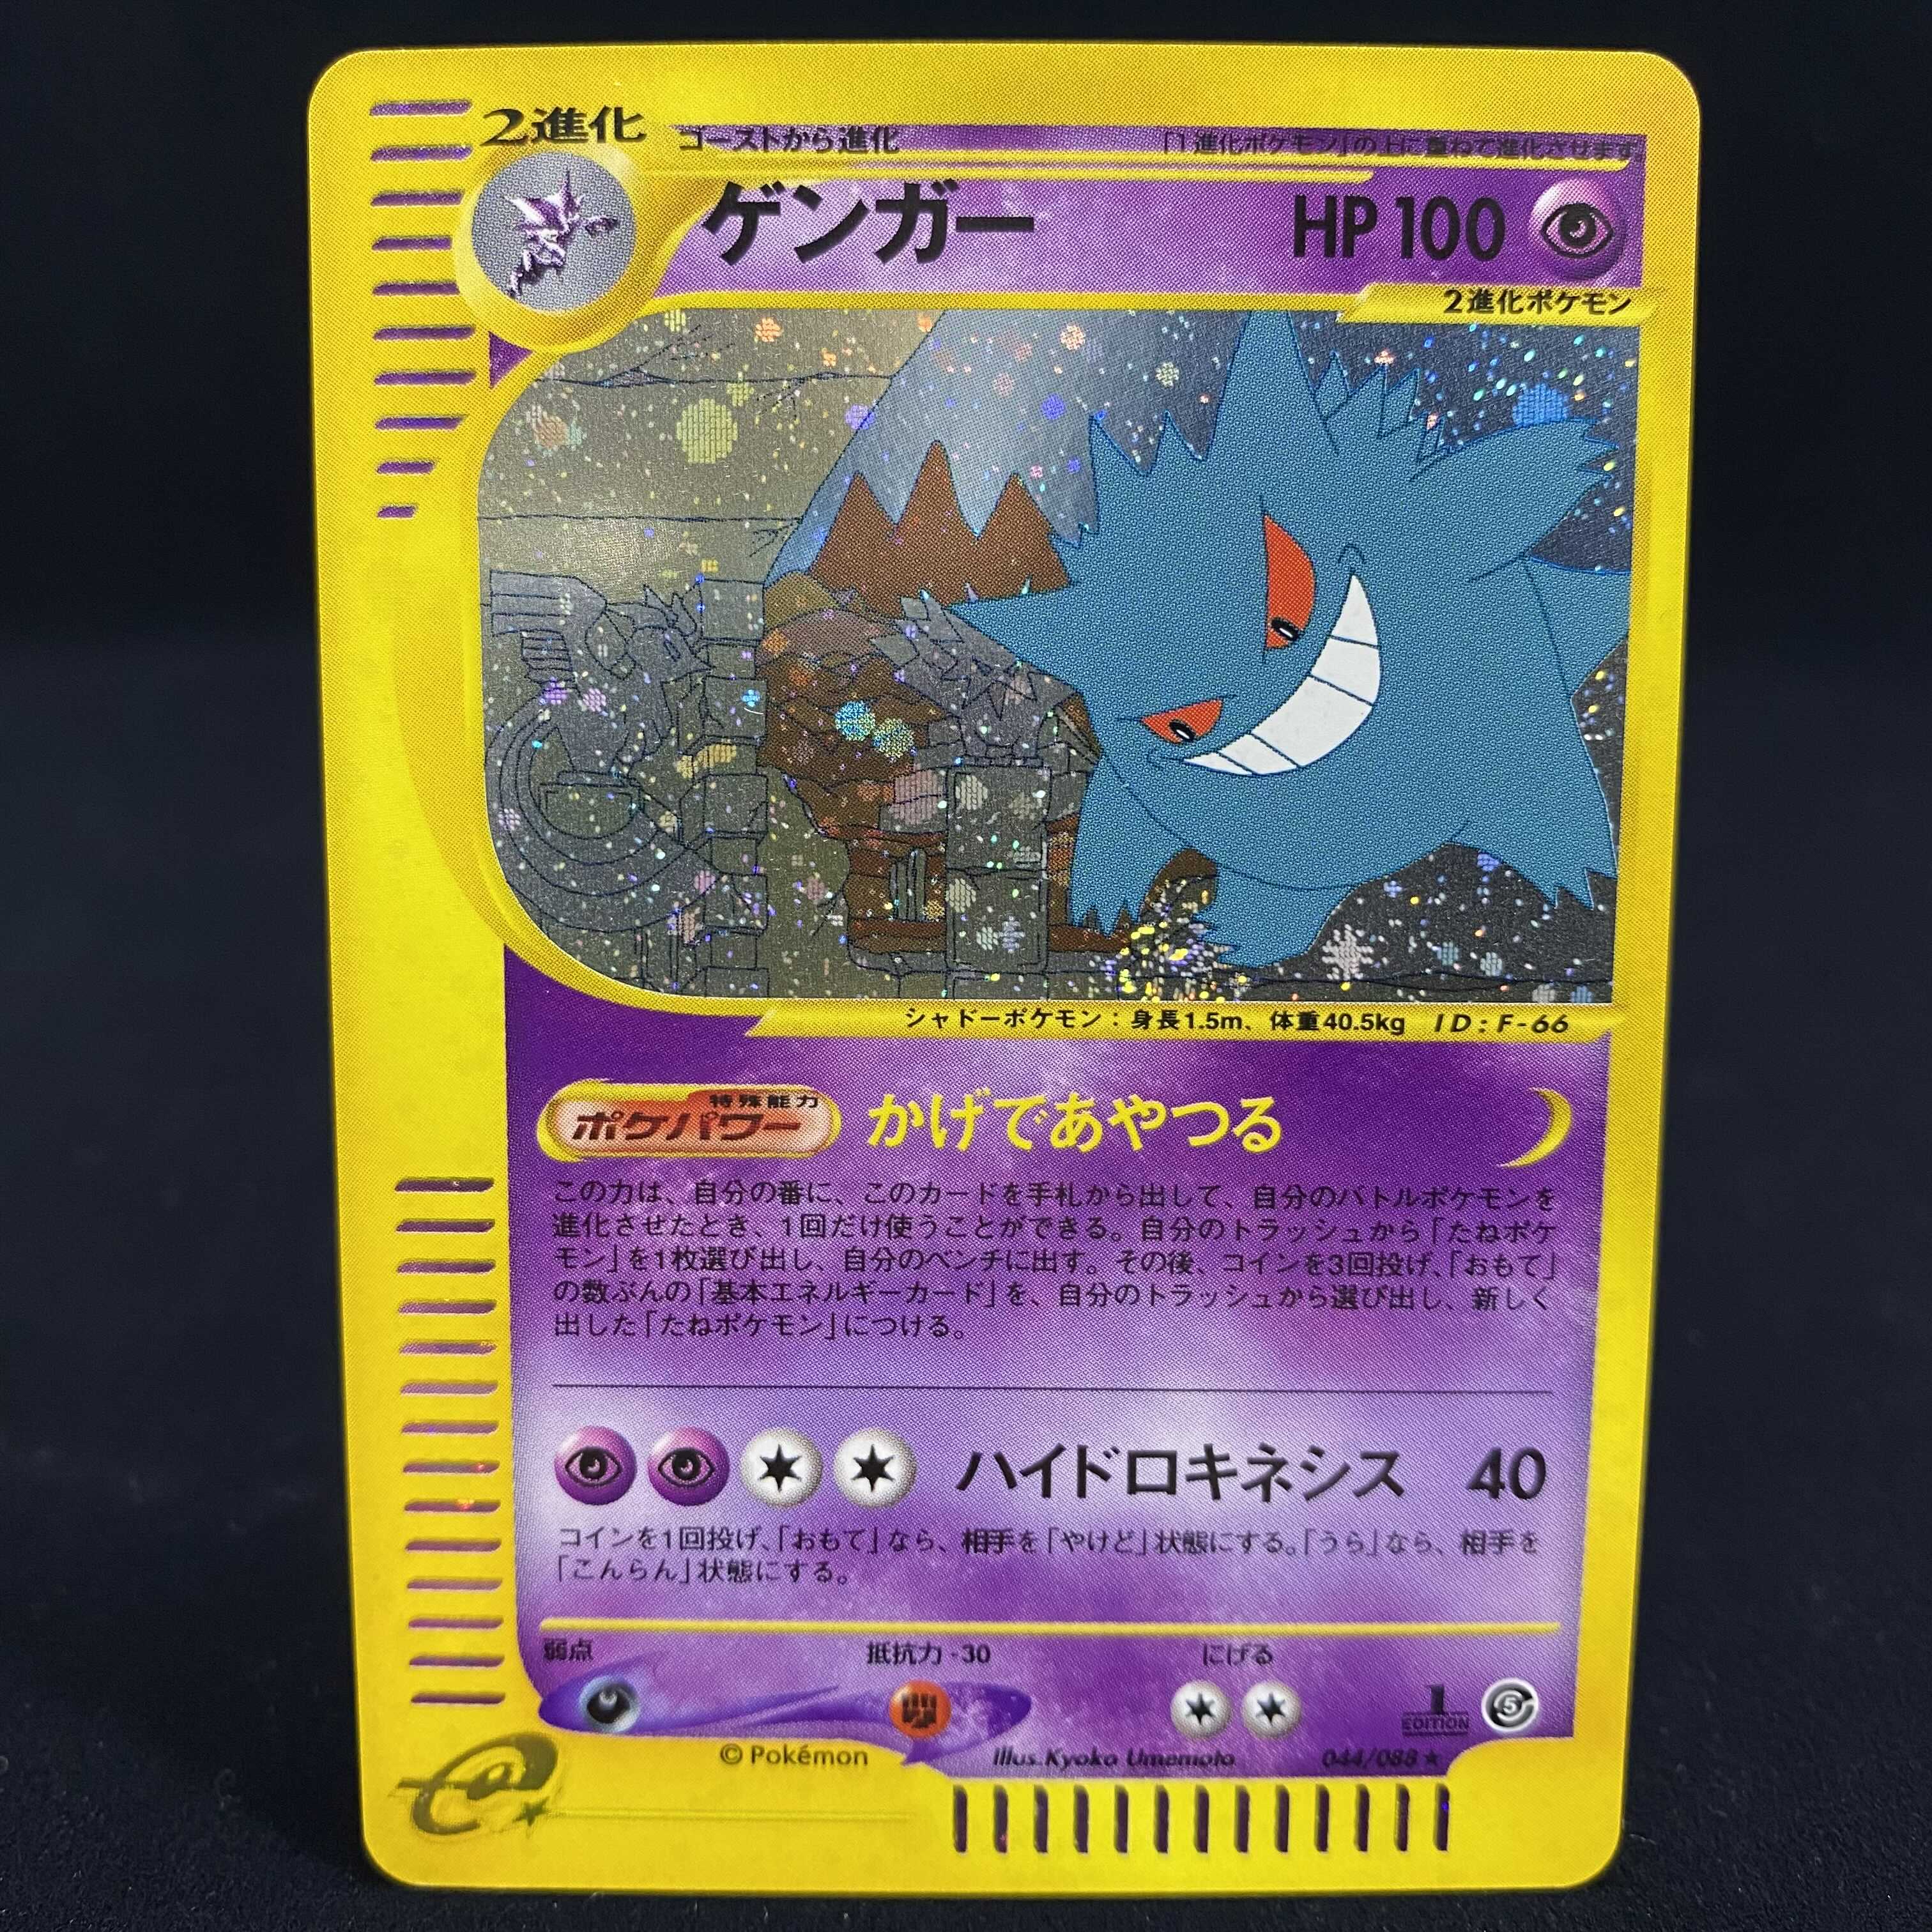 2進化
ゴーストから進化
「1進化ポケモン」の上に重ねて進化させます。
ゲンガー HP100
2進化ポケモン
シャドーポケモン：身長1.5m、体重40.5kg ID:F-66
特殊能力
ポケパワー かげであやつる
この力は、自分の番に、このカードを手札から出して、自分のバトルポケモンを
進化させたとき、1回だけ使うことができる。自分のトラッシュから「たねポケ
モン」を1枚選び出し、自分のベンチに出す。その後、コインを3回投げ、「おもて」
の数ぶんの「基本エネルギーカード」を、自分のトラッシュから選び出し、新しく
出した「たねポケモン」につける。
ハイドロキネシス 40
コインを1回投げ、「おもて」なら、相手を「やけど」状態にする。「うら」なら、相手を
「こんらん」状態にする。
弱点 抵抗力 -30 にげる
1
EDITION
5
© Pokémon Illus. Kyoko Umemoto 044/088 ★
e